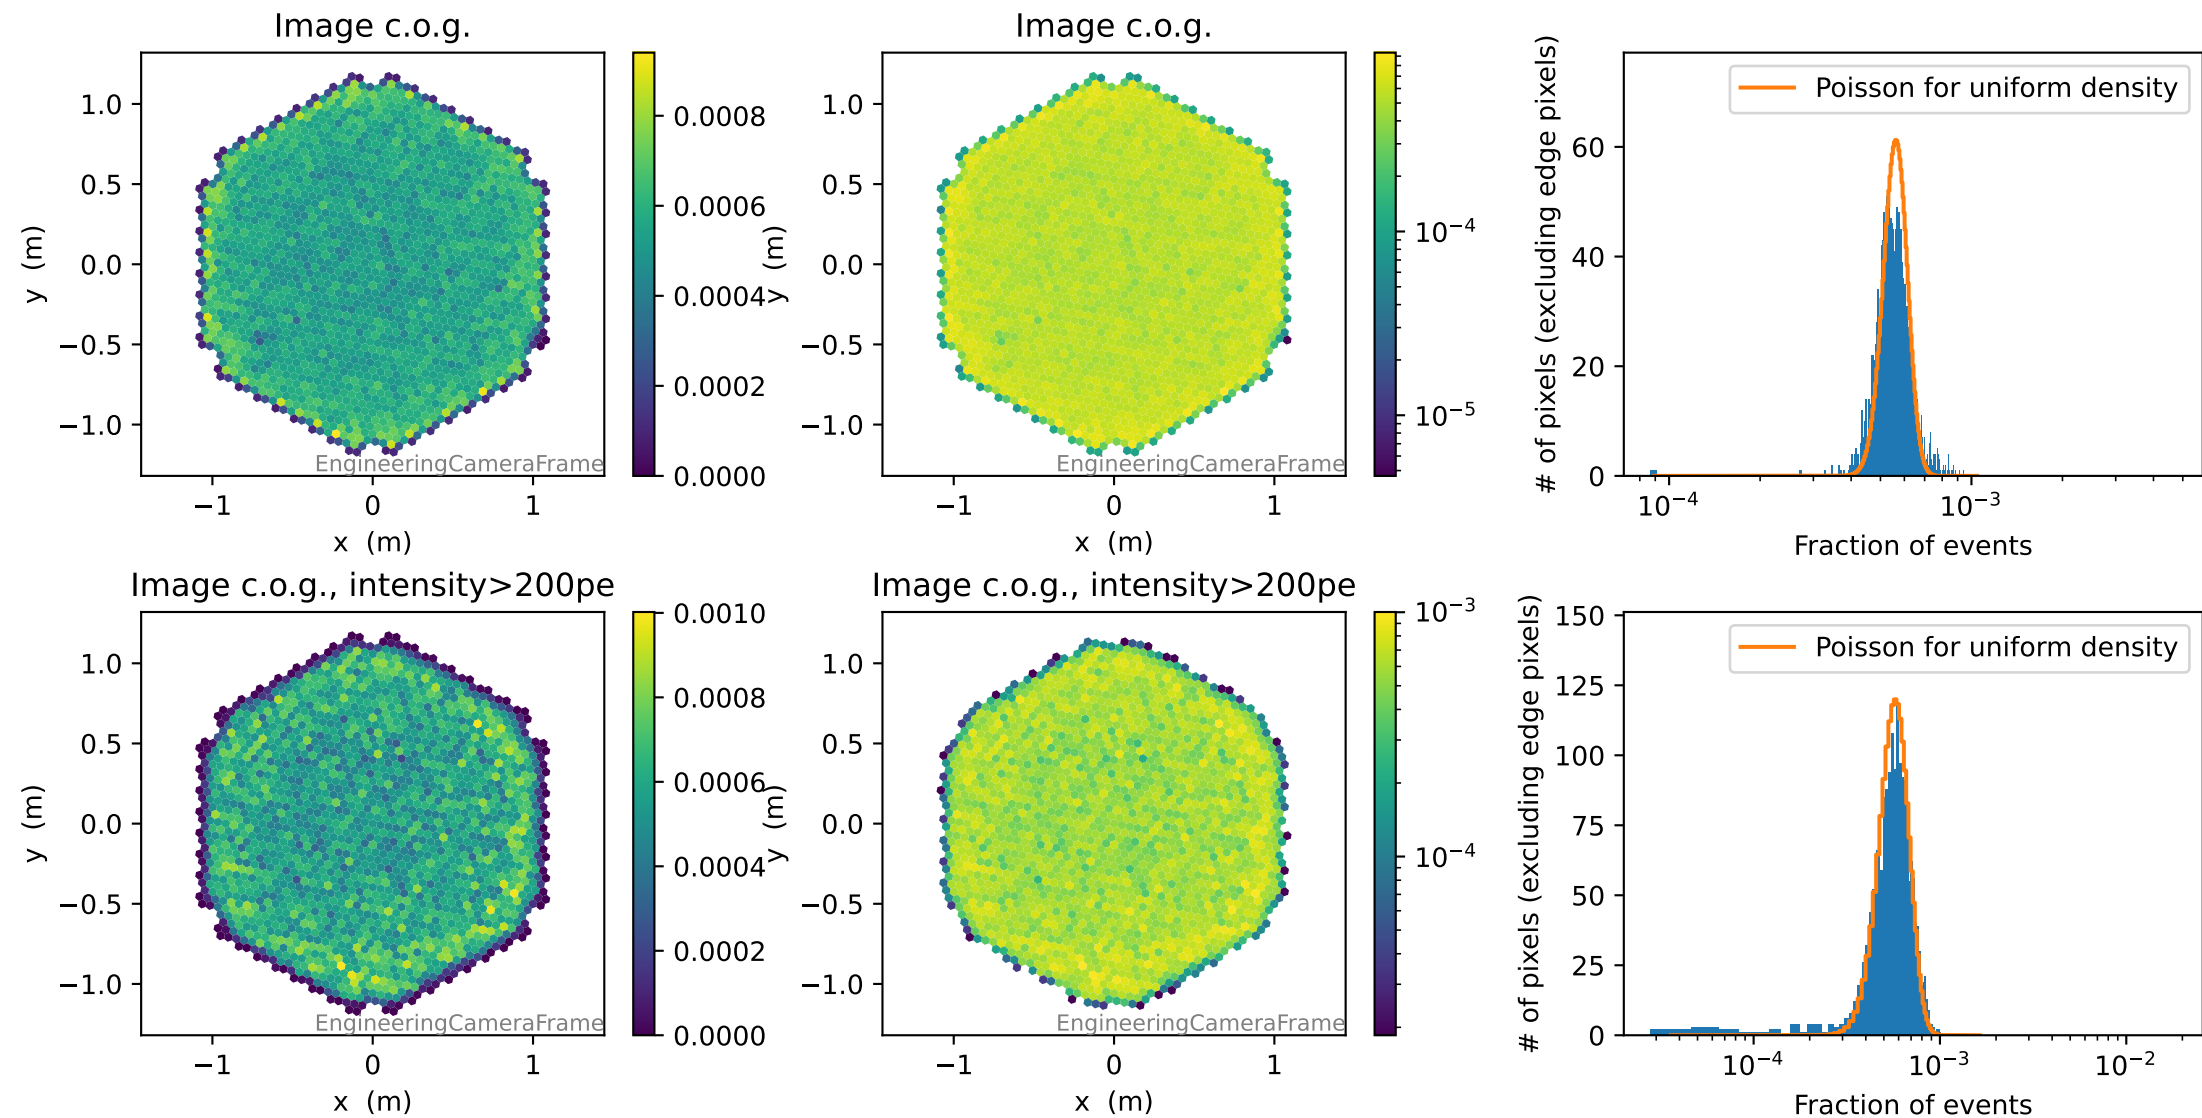 Image c.o.g.
y (m)
1.0
0.5
0.0
−0.5
−1.0
−1
0
1
x (m)
EngineeringCameraFrame
0.0008
0.0006
0.0004
0.0002
0.0000
Image c.o.g.
y (m)
1.0
0.5
0.0
−0.5
−1.0
−1
0
1
x (m)
EngineeringCameraFrame
10−4
10−5
# of pixels (excluding edge pixels)
60
40
20
0
Poisson for uniform density
10−4
10−3
Fraction of events
Image c.o.g., intensity>200pe
y (m)
1.0
0.5
0.0
−0.5
−1.0
−1
0
1
x (m)
EngineeringCameraFrame
0.0010
0.0008
0.0006
0.0004
0.0002
0.0000
Image c.o.g., intensity>200pe
y (m)
1.0
0.5
0.0
−0.5
−1.0
−1
0
1
x (m)
EngineeringCameraFrame
10−3
10−4
# of pixels (excluding edge pixels)
150
125
100
75
50
25
0
Poisson for uniform density
10−4
10−3
10−2
Fraction of events